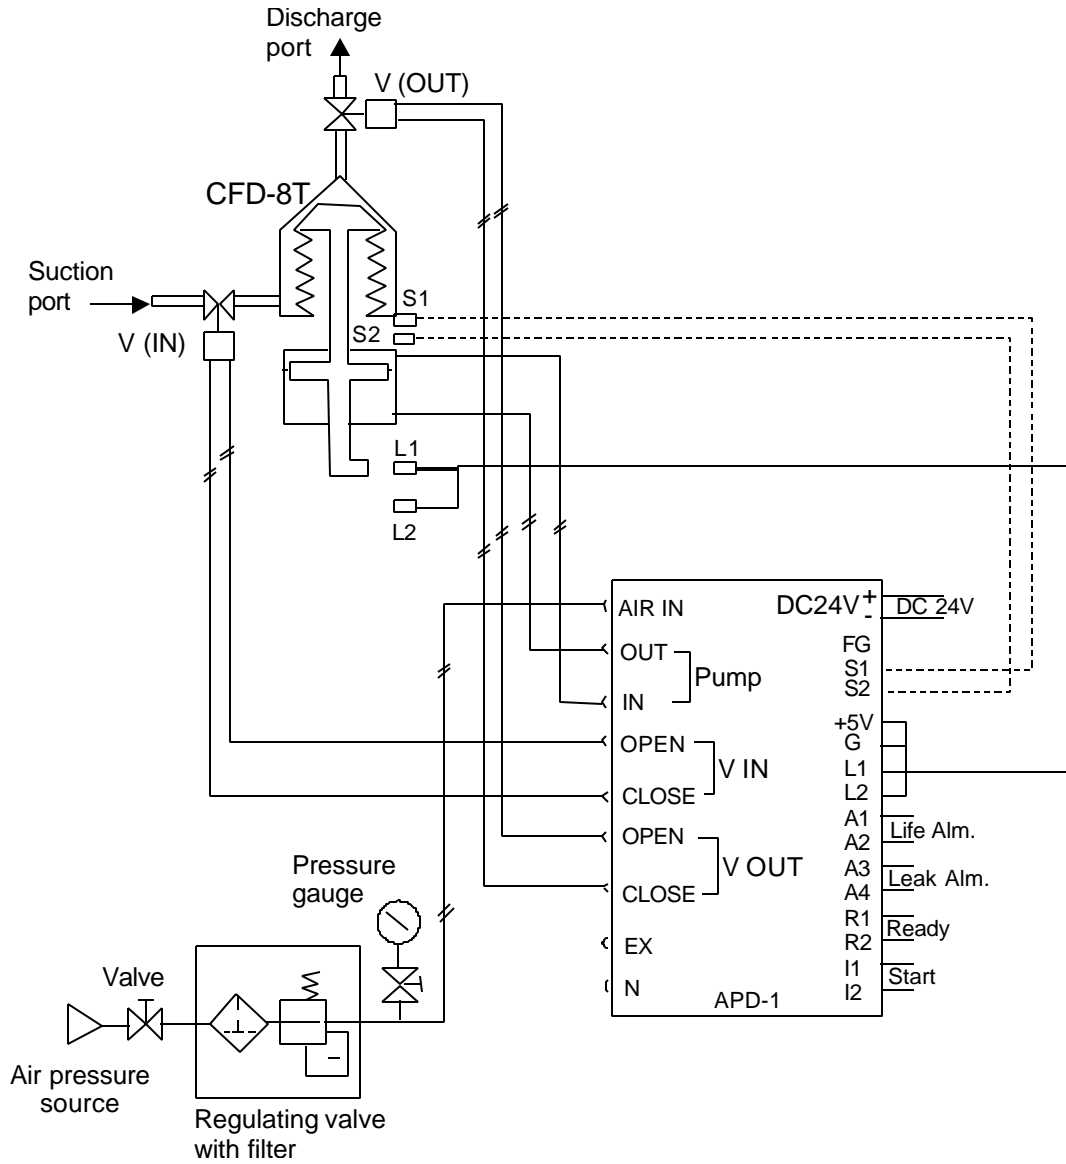 Discharge
port
V (OUT)
CFD-8T
Suction
port
S1
S2
V (IN)
L1
L2
AIR IN
DC24V +
-
DC 24V
OUT
Pump
IN
FG
S1
S2
+5V
G
OPEN
V IN
CLOSE
L1
L2
OPEN
V OUT
CLOSE
A1
A2
Life Alm.
A3
A4
Leak Alm.
R1
R2
Ready
I1
I2
Start
EX
N
APD-1
Pressure
gauge
Valve
Air pressure
source
Regulating valve
with filter